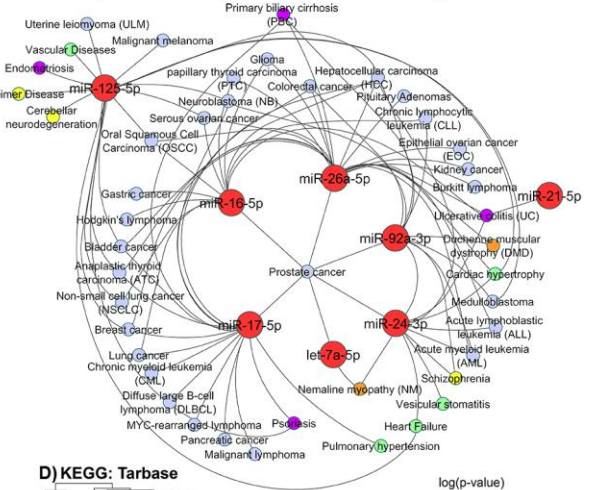 Primary biliary cirrhosis
(PBC)
Uterine leiomyoma (ULM)
Malignant melanoma
Vascular Diseases
Glioma
Endometriosis
papillary thyroid carcinoma
(PTC)
Hepatocellular carcinoma
(HCC)
miR-125-5p
Colorectal cancer
imer Disease
Neuroblastoma (NB)
Pituitary Adenomas
Cerebellar
neurodegeneration
Serous ovarian cancer
Chronic lymphocytic
leukemia (CLL)
Oral Squamous Cell
Carcinoma (OSCC)
Epithelial ovarian cancer
(EOC)
Kidney cancer
miR-26a-5p
Burkitt lymphoma
Gastric cancer
miR-16-5p
miR-21-5p
Hodgkin's lymphoma
Ulcerative colitis (UC)
Bladder cancer
miR-92a-3p
Duchenne muscular
dystrophy (DMD)
Anaplastic thyroid
carcinoma (ATC)
Prostate cancer
Cardiac hypertrophy
Non-small cell lung cancer
(NSCLC)
Medulloblastoma
Breast cancer
miR-17-5p
miR-24-3p
Acute lymphoblastic
leukemia (ALL)
Lung cancer
let-7a-5p
Acute myeloid leukemia
(AML)
Chronic myeloid leukemia
(CML)
Schizophrenia
Nemaline myopathy (NM)
Diffuse large B-cell
lymphoma (DLBCL)
Vesicular stomatitis
MYC-rearranged lymphoma
Psoriasis
Heart Failure
Pancreatic cancer
Pulmonary hypertension
Malignant lymphoma
D) KEGG: Tarbase
log(p-value)